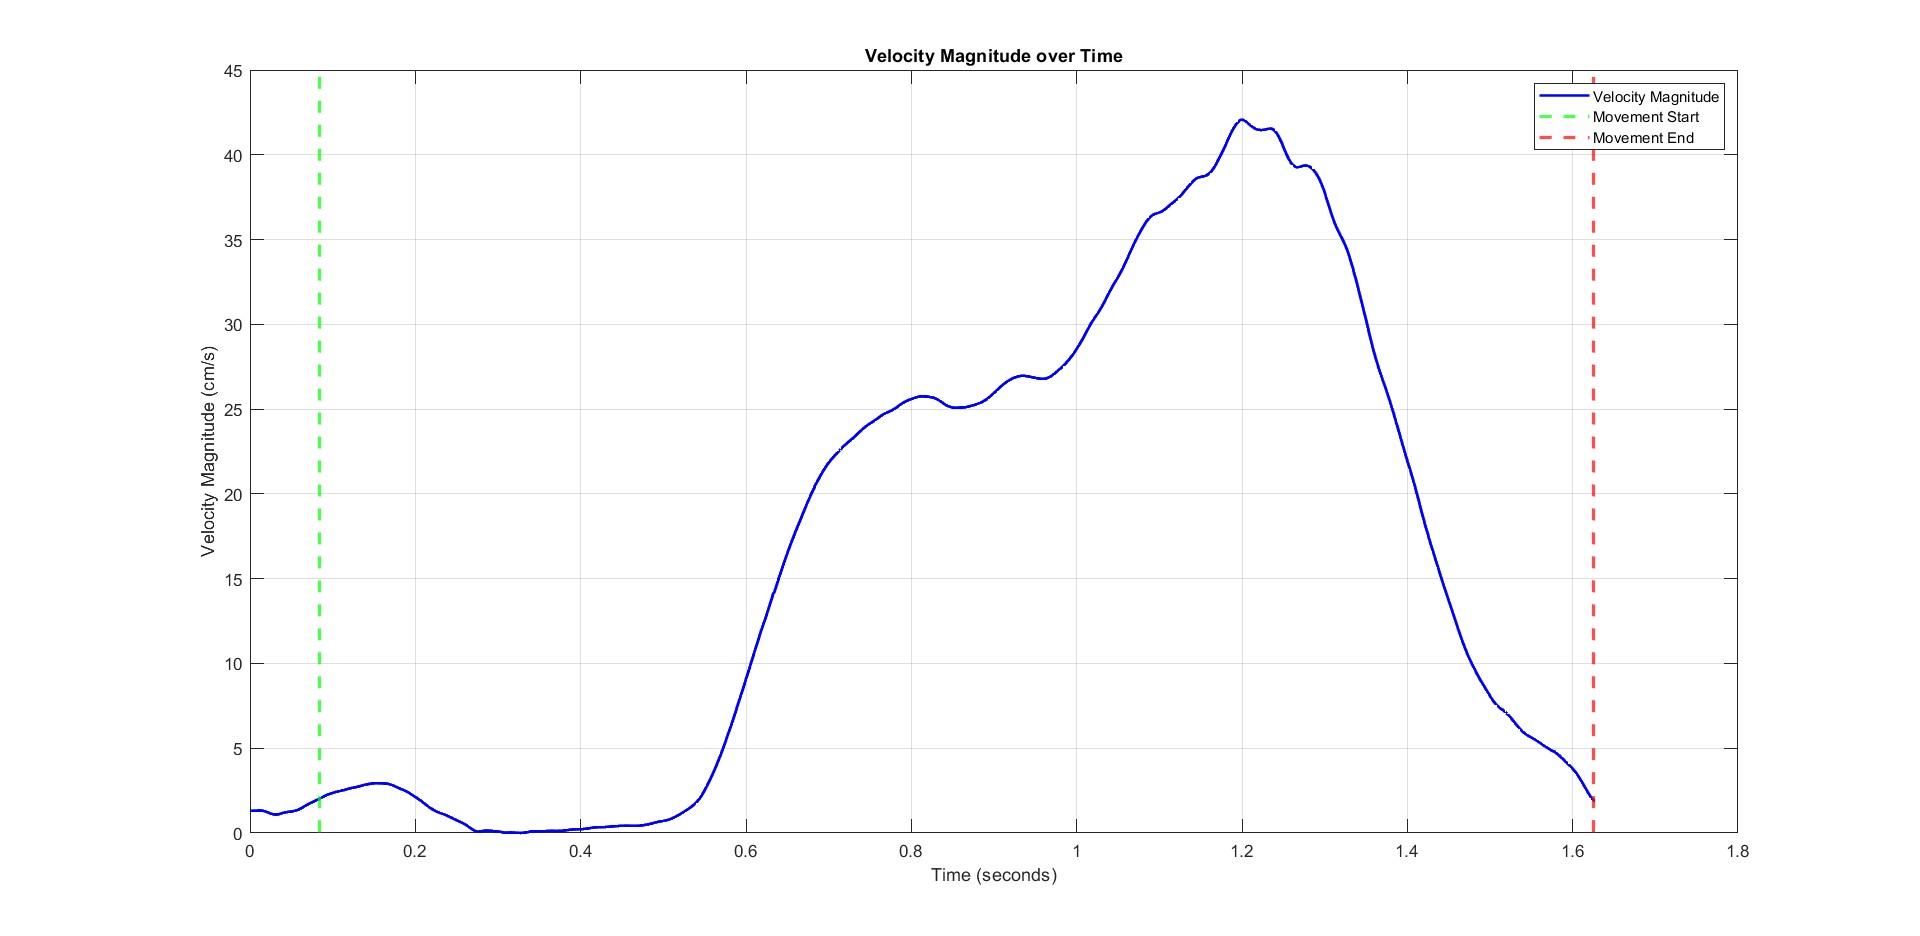 Velocity Magnitude over Time
Velocity Magnitude
Movement Start
Movement End
Velocity Magnitude (cm/s)
45
40
35
30
25
20
15
10
5
0
0 0.2 0.4 0.6 0.8 1 1.2 1.4 1.6 1.8
Time (seconds)